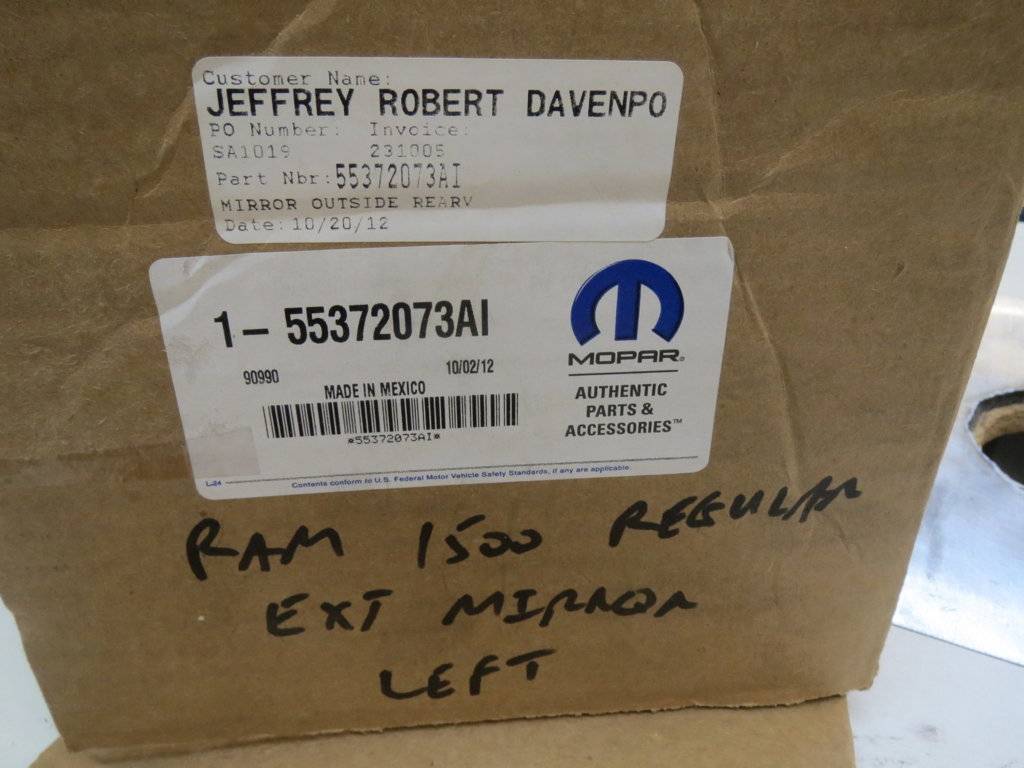 Customer Name:
JEFFREY ROBERT DAVENPO
PO Number: Invoice:
SA1019 231005
Part Nbr: 55372073AI
MIRROR OUTSIDE REARV
Date: 10/20/12
1- 55372073AI
90990 10/02/12
MADE IN MEXICO
*55372073AI*
MOPAR®
AUTHENTIC
PARTS &
ACCESSORIES™
L-24 Contents conform to U.S. Federal Motor Vehicle Safety Standards, if any are applicable.
RAM 1500 REGULAR
EXT MIRROR
LEFT